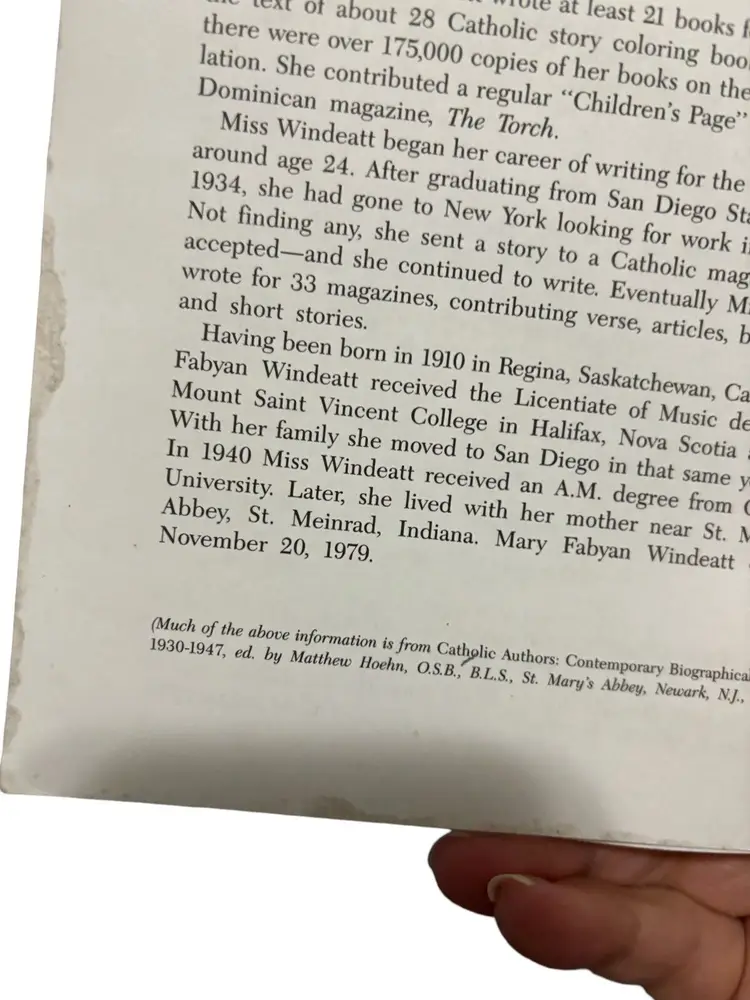 wrote at least 21 books
the text of about 28 Catholic story coloring
there were over 175,000 copies of her books on the
lation. She contributed a regular “Children’s Page”
Dominican magazine, The Torch.
Miss Windeatt began her career of writing for the
around age 24. After graduating from San Diego
1934, she had gone to New York looking for work
Not finding any, she sent a story to a Catholic
accepted—and she continued to write. Eventually
wrote for 33 magazines, contributing verse, articles,
and short stories.
Having been born in 1910 in Regina, Saskatchewan,
Fabyan Windeatt received the Licentiate of Music
Mount Saint Vincent College in Halifax, Nova Scotia
With her family she moved to San Diego in that same
In 1940 Miss Windeatt received an A.M. degree from
University. Later, she lived with her mother near St.
Abbey, St. Meinrad, Indiana. Mary Fabyan Windeatt
November 20, 1979.
(Much of the above information is from Catholic Authors: Contemporary Biographical
1930-1947, ed. by Matthew Hoehn, O.S.B., B.L.S., St. Mary’s Abbey, Newark, N.J.,